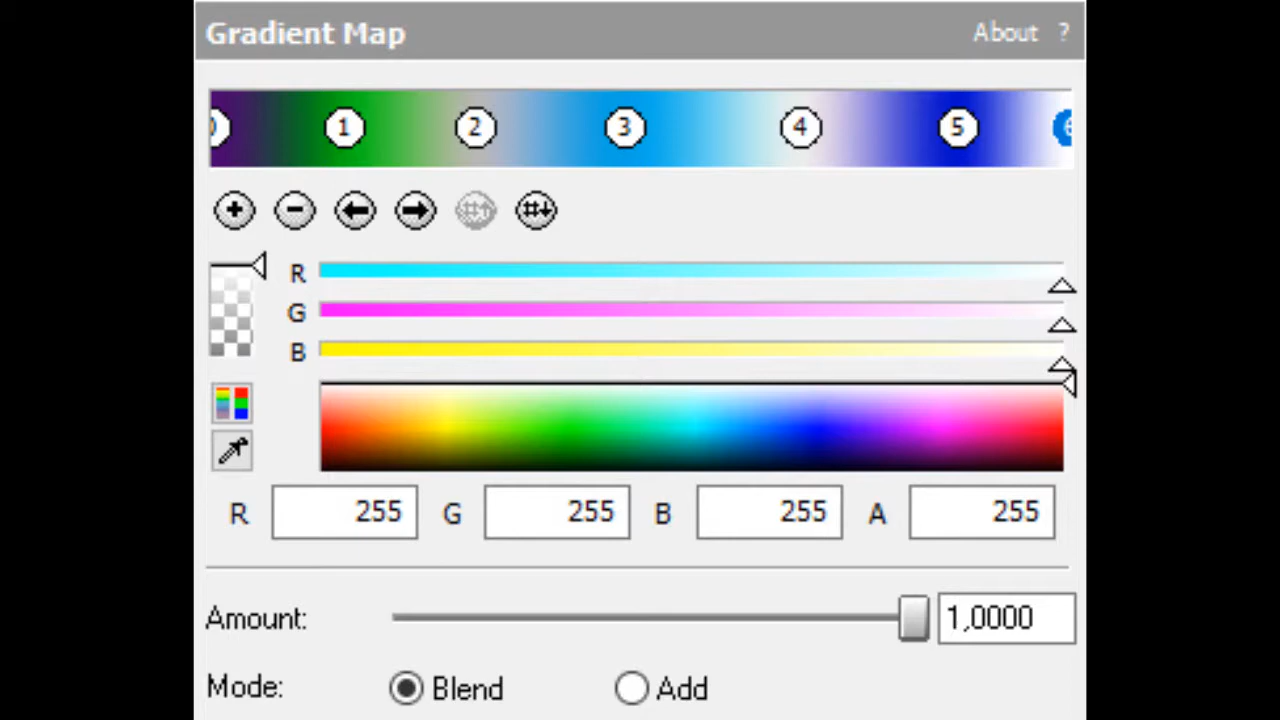 Gradient Map About ?
1 2 3 4 5
R
G
B
R 255 G 255 B 255 A 255
Amount: 1,0000
Mode: Blend Add